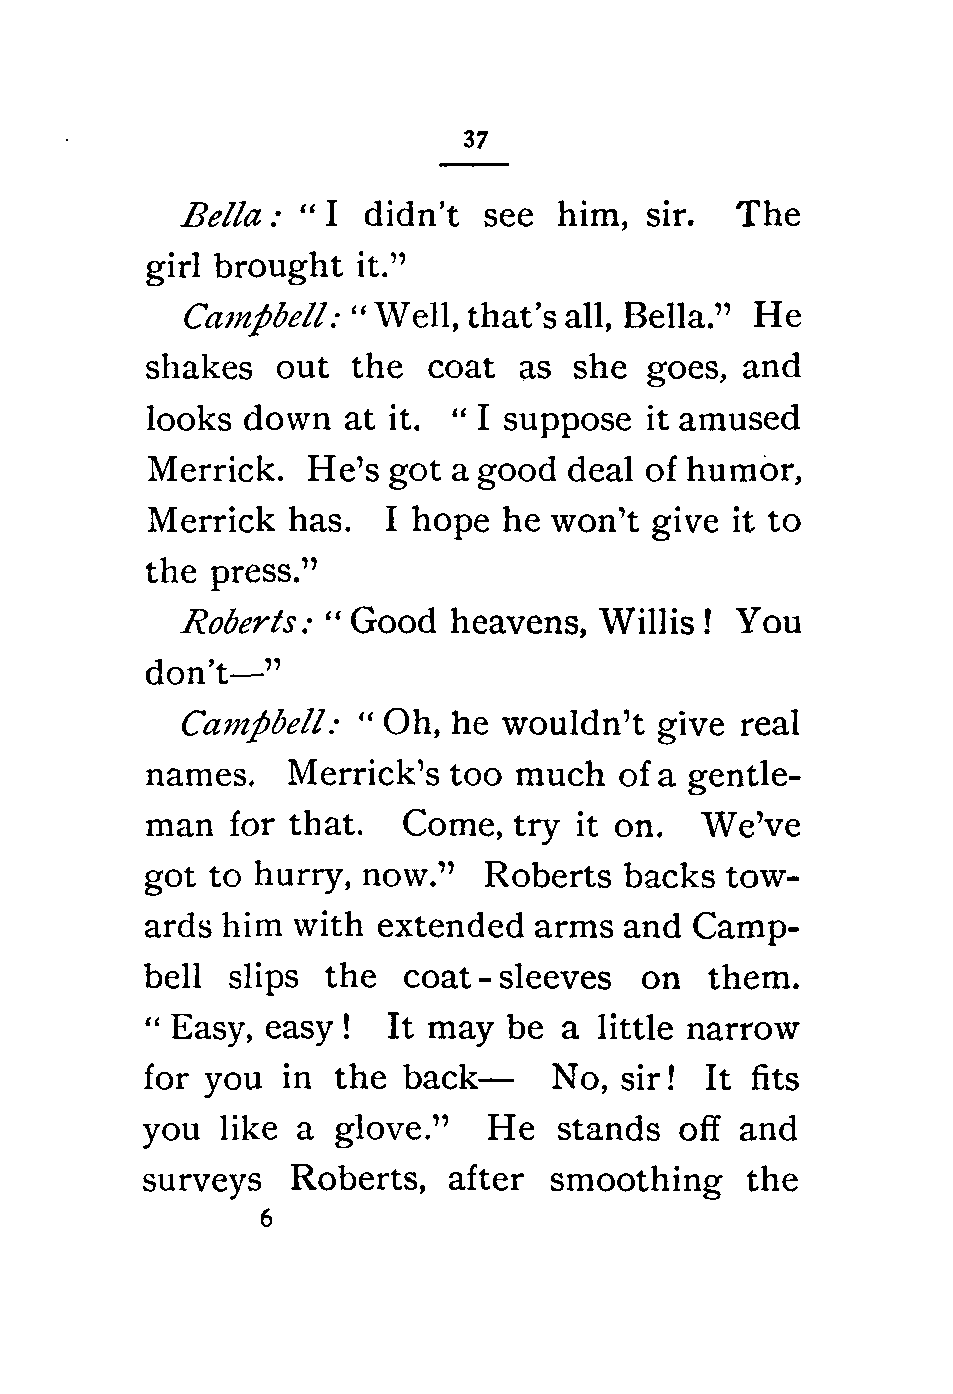 37
Bella: “I didn’t see him, sir. The
girl brought it.”
Campbell: “Well, that’s all, Bella.” He
shakes out the coat as she goes, and
looks down at it. “I suppose it amused
Merrick. He’s got a good deal of humor,
Merrick has. I hope he won’t give it to
the press.”
Roberts: “Good heavens, Willis! You
don’t—”
Campbell: “Oh, he wouldn’t give real
names. Merrick’s too much of a gentle-
man for that. Come, try it on. We’ve
got to hurry, now.” Roberts backs tow-
ards him with extended arms and Camp-
bell slips the coat-sleeves on them.
“Easy, easy! It may be a little narrow
for you in the back— No, sir! It fits
you like a glove.” He stands off and
surveys Roberts, after smoothing the
6